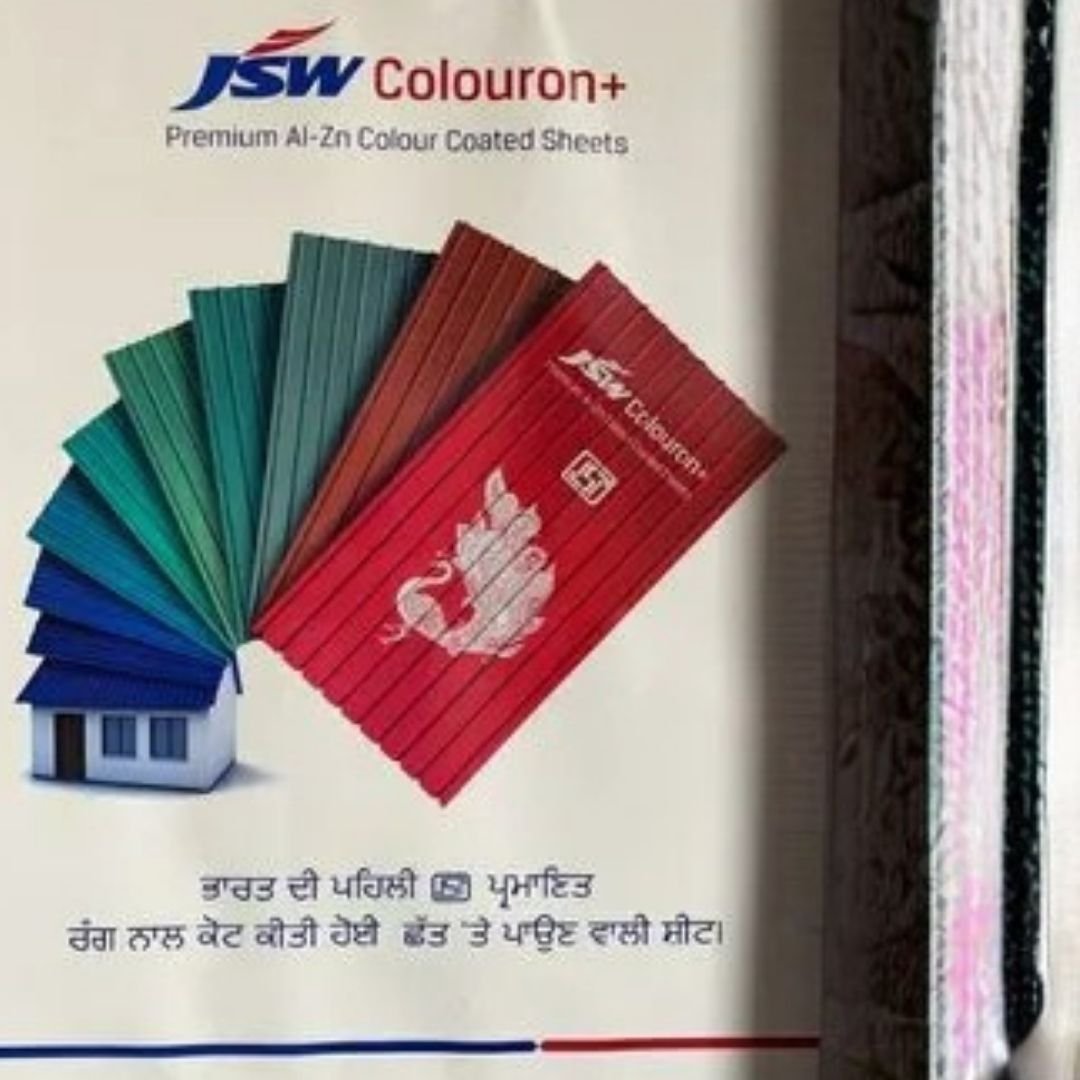 JSW Colouron+
Premium Al-Zn Colour Coated Sheets
JSW Colouron+
ਭਾਰਤ ਦੀ ਪਹਿਲੀ ISI ਪ੍ਰਮਾਣਿਤ
ਰੰਗ ਨਾਲ ਕੋਟ ਕੀਤੀ ਹੋਈ ਛੱਤ 'ਤੇ ਪਾਉਣ ਵਾਲੀ ਸ਼ੀਟ।